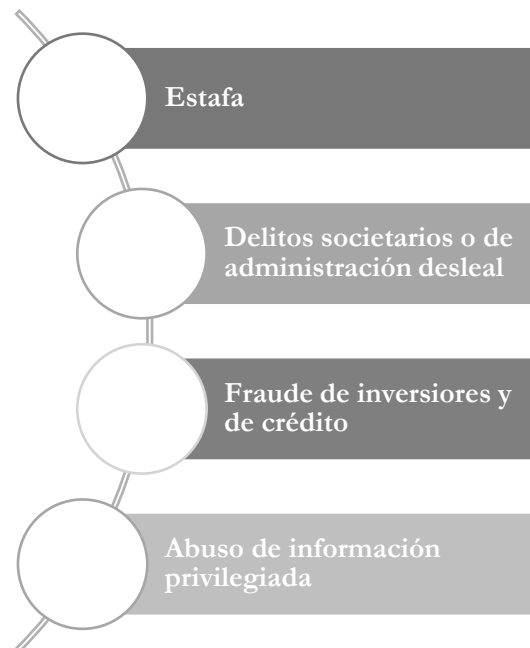 Estafa
Delitos societarios o de
administración desleal
Fraude de inversiores y
de crédito
Abuso de información
privilegiada